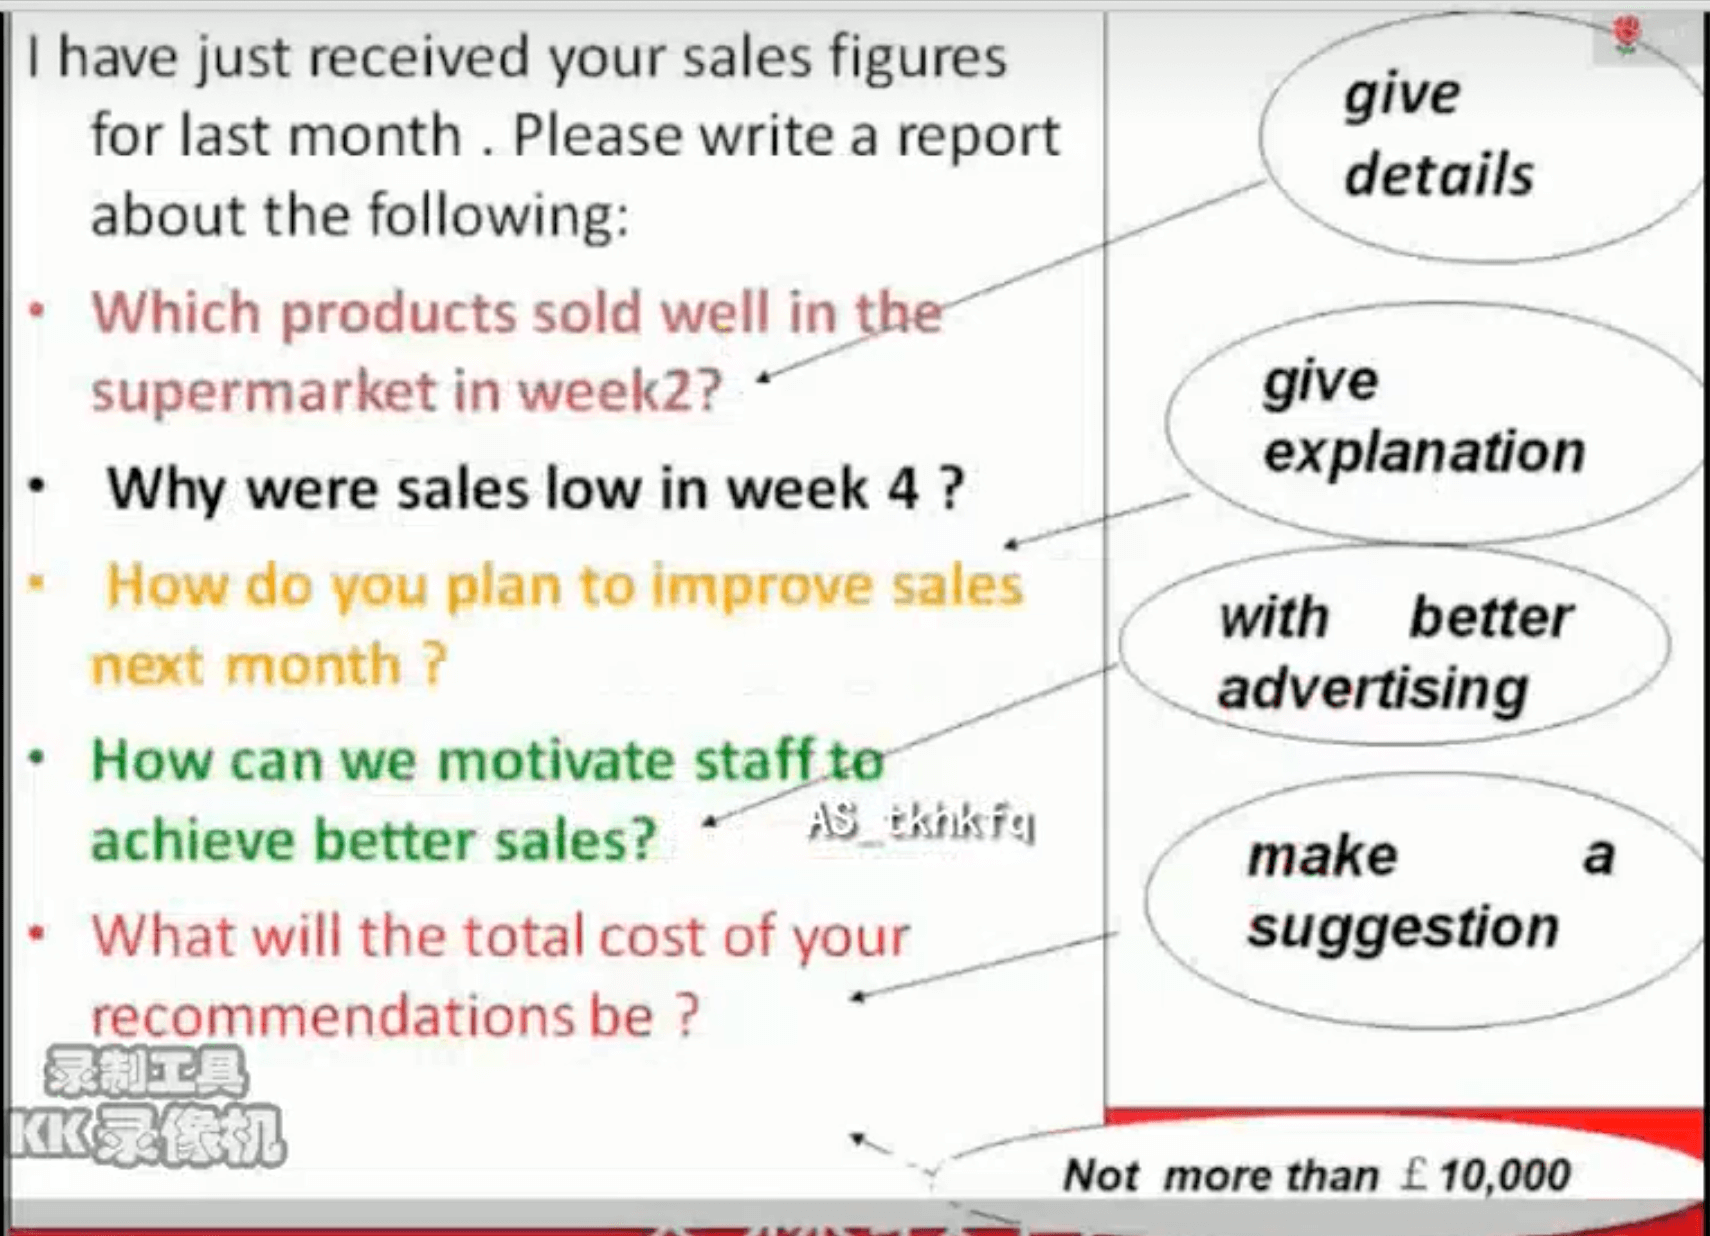 I have just received your sales figures
for last month . Please write a report
about the following:
• Which products sold well in the
supermarket in week2?
• Why were sales low in week 4 ?
• How do you plan to improve sales
next month ?
• How can we motivate staff to
achieve better sales?
• What will the total cost of your
recommendations be ?
give
details
give
explanation
with better
advertising
make a
suggestion
Not more than £10,000
AS_tkhkfq
录制工具
KK录像机